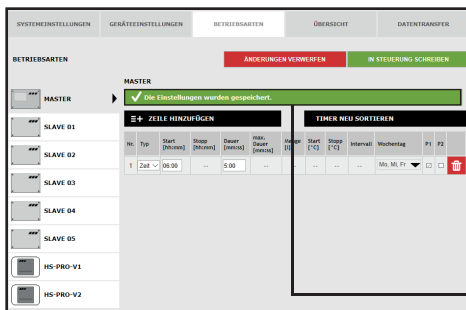 SYSTEMEINSTELLUNGEN GERÄTEEINSTELLUNGEN BETRIEBSARTEN ÜBERSICHT DATENTRANSFER
BETRIEBSARTEN ÄNDERUNGEN VERWERFEN IN STEUERUNG SCHREIBEN
MASTER
Die Einstellungen wurden gespeichert.
MASTER
ZEILE HINZUFÜGEN TIMER NEU SORTIEREN
SLAVE 01
Nr. Typ Start [hh:mm] Stopp [hh:mm] Dauer [mm:ss] max. Dauer [mm:ss] Menge [l] Start [°C] Stopp [°C] Intervall Wochentag P1 P2
SLAVE 02
1 Zeit 06:00 -- 5:00 -- -- -- -- -- Mo, Mi, Fr
SLAVE 03
SLAVE 04
SLAVE 05
HS-PRO-V1
HS-PRO-V2